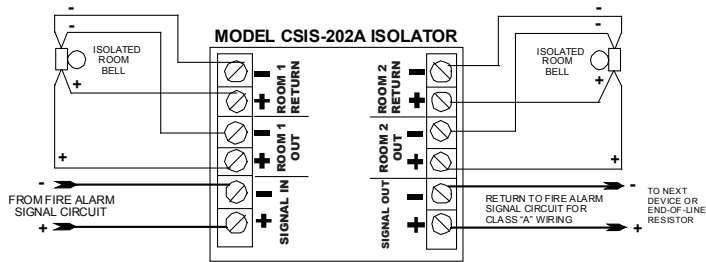 MODEL CSIS-202A ISOLATOR
-
-
ISOLATED
ROOM
BELL
+
+
- + ROOM 1
RETURN
- + ROOM 1
OUT
- + SIGNAL IN
- FROM FIRE ALARM
SIGNAL CIRCUIT
+
ROOM 2
RETURN - +
ROOM 2
OUT - +
SIGNAL OUT - +
-
-
ISOLATED
ROOM
BELL
+
+
RETURN TO FIRE ALARM
SIGNAL CIRCUIT FOR
CLASS "A" WIRING
-
+
TO NEXT
DEVICE OR
END-OF-LINE
RESISTOR